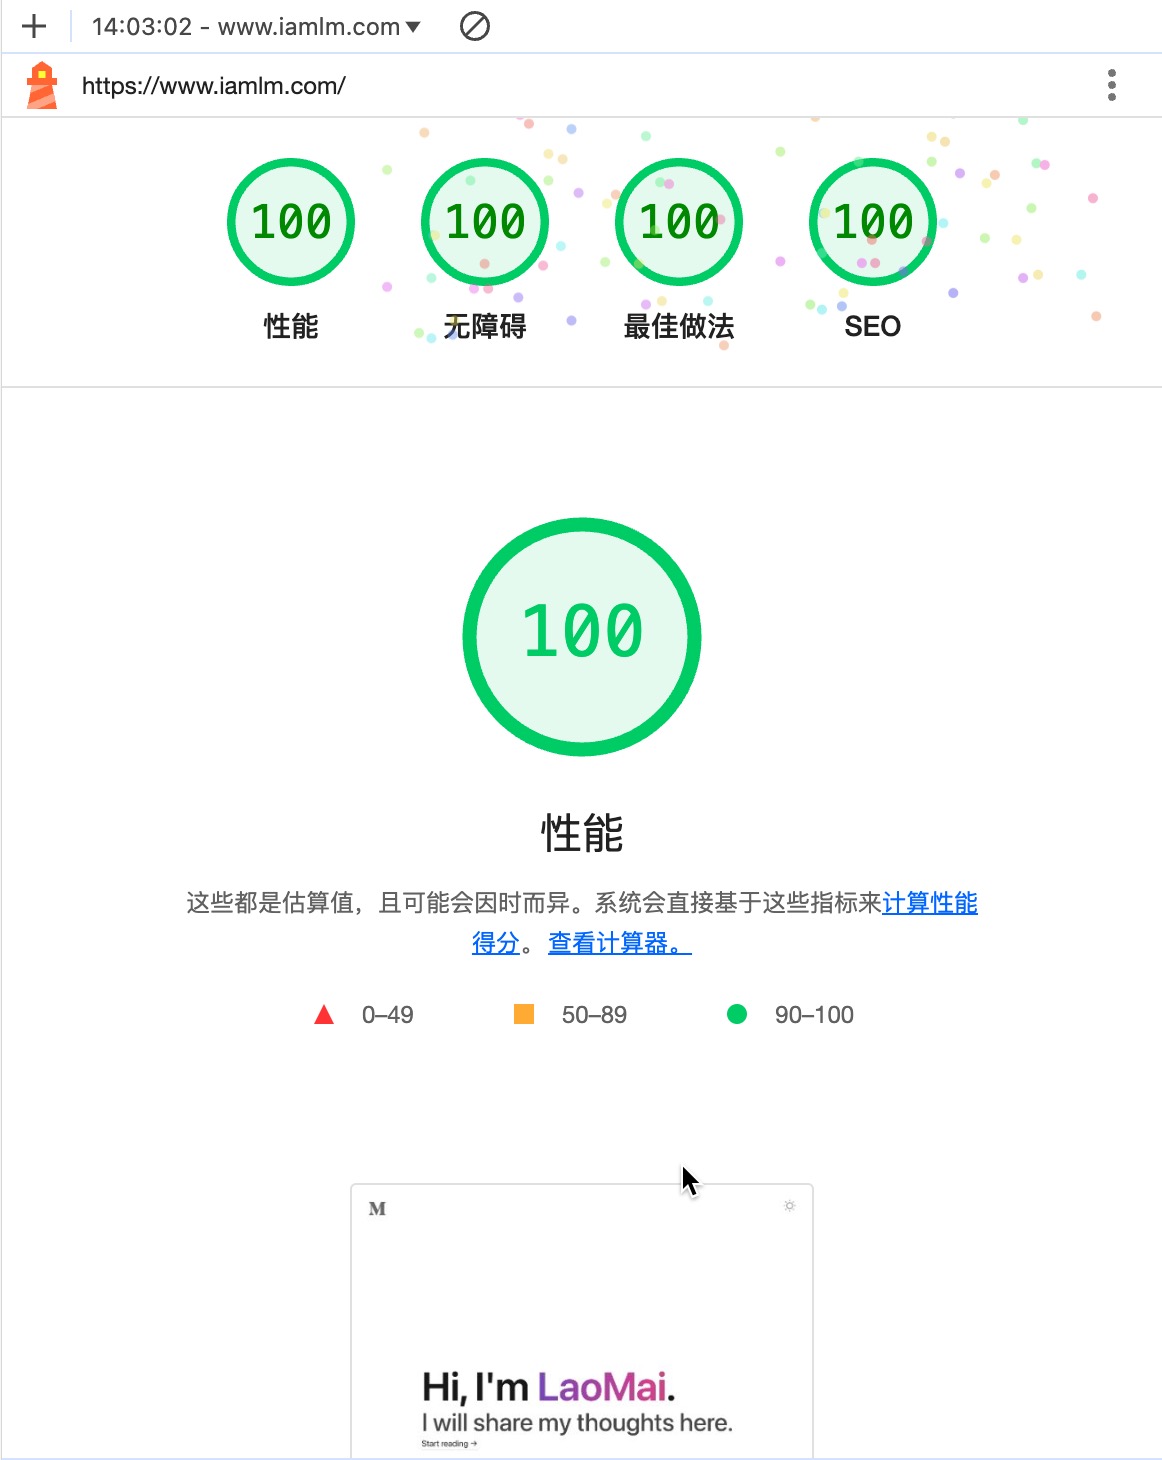 14:03:02 - www.iamlm.com
https://www.iamlm.com/
100 100 100 100
性能 无障碍 最佳做法 SEO
100
性能
这些都是估算值，且可能会因时而异。系统会直接基于这些指标来计算性能
得分。查看计算器。
0–49 50–89 90–100
M
Hi, I'm LaoMai.
I will share my thoughts here.
Start reading →